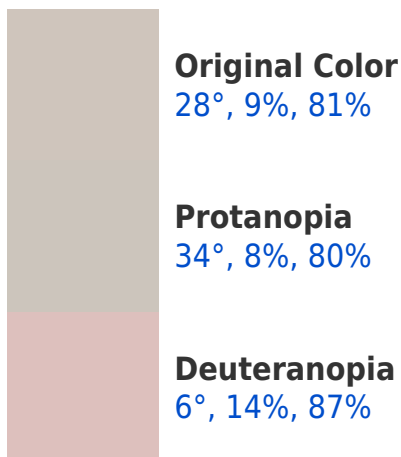 Original Color
28°, 9%, 81%
Protanopia
34°, 8%, 80%
Deuteranopia
6°, 14%, 87%